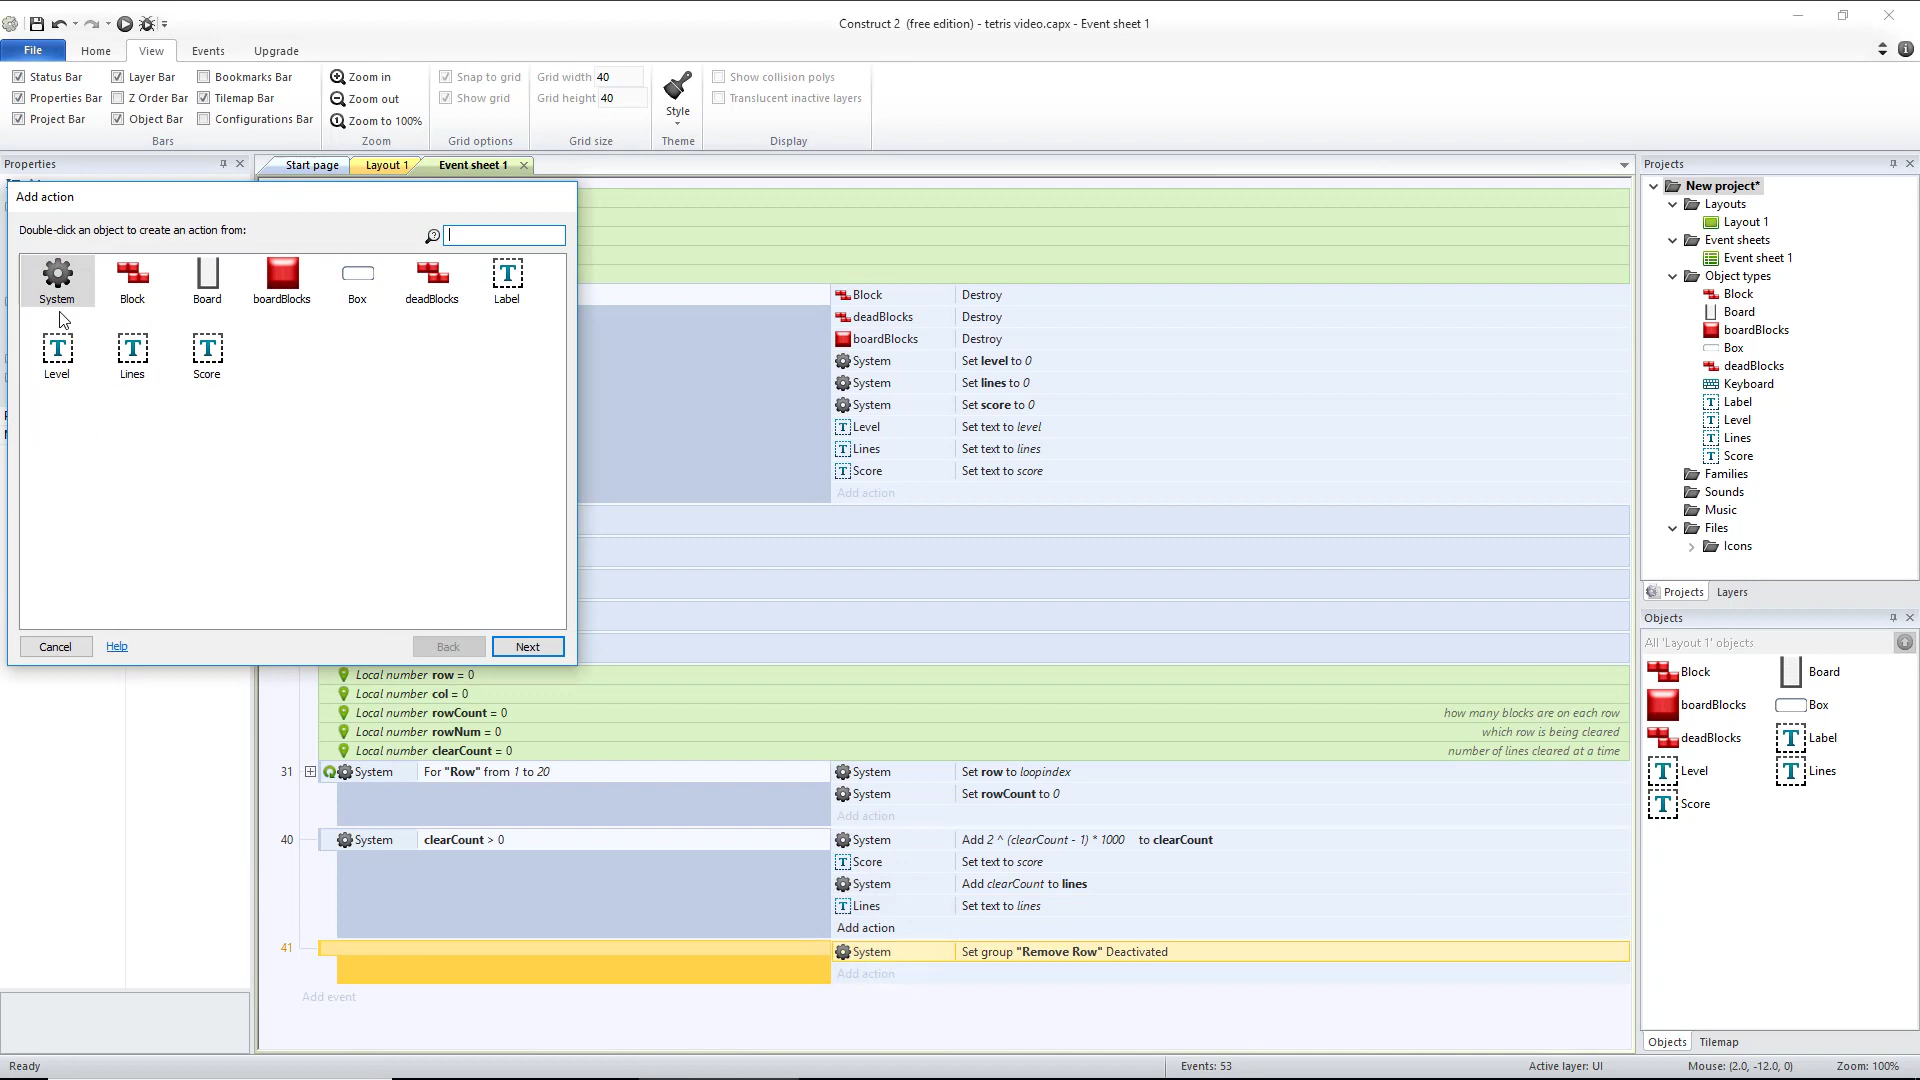 Construct 2 (free edition) - tetris video.capx - Event sheet 1
File Home View Events Upgrade
Status Bar Layer Bar Bookmarks Bar Zoom in Snap to grid Grid width 40 Show collision polys
Properties Bar Z Order Bar Tilemap Bar Zoom out Show grid Grid height 40 Translucent inactive layers
Project Bar Object Bar Configurations Bar Zoom to 100% Style
Bars Zoom Grid options Grid size Theme Display
Properties
Start page Layout 1 Event sheet 1
Add action
Double-click an object to create an action from:
System Block Board boardBlocks Box deadBlocks Label
Level Lines Score
Cancel Help Back Next
Block Destroy
deadBlocks Destroy
boardBlocks Destroy
System Set level to 0
System Set lines to 0
System Set score to 0
Level Set text to level
Lines Set text to lines
Score Set text to score
Add action
Local number row = 0
Local number col = 0
Local number rowCount = 0 how many blocks are on each row
Local number rowNum = 0 which row is being cleared
Local number clearCount = 0 number of lines cleared at a time
31 System For "Row" from 1 to 20 System Set row to loopindex
System Set rowCount to 0
Add action
40 System clearCount > 0 System Add 2 ^ (clearCount - 1) * 1000 to clearCount
Score Set text to score
System Add clearCount to lines
Lines Set text to lines
Add action
41 System Set group "Remove Row" Deactivated
Add action
Add event
Projects
New project*
Layouts
Layout 1
Event sheets
Event sheet 1
Object types
Block
Board
boardBlocks
Box
deadBlocks
Keyboard
Label
Level
Lines
Score
Families
Sounds
Music
Files
Icons
Projects Layers
Objects
All 'Layout 1' objects
Block Board
boardBlocks Box
deadBlocks Label
Level Lines
Score
Objects Tilemap
Ready Events: 53 Active layer: UI Mouse: (2.0, -12.0, 0) Zoom: 100%